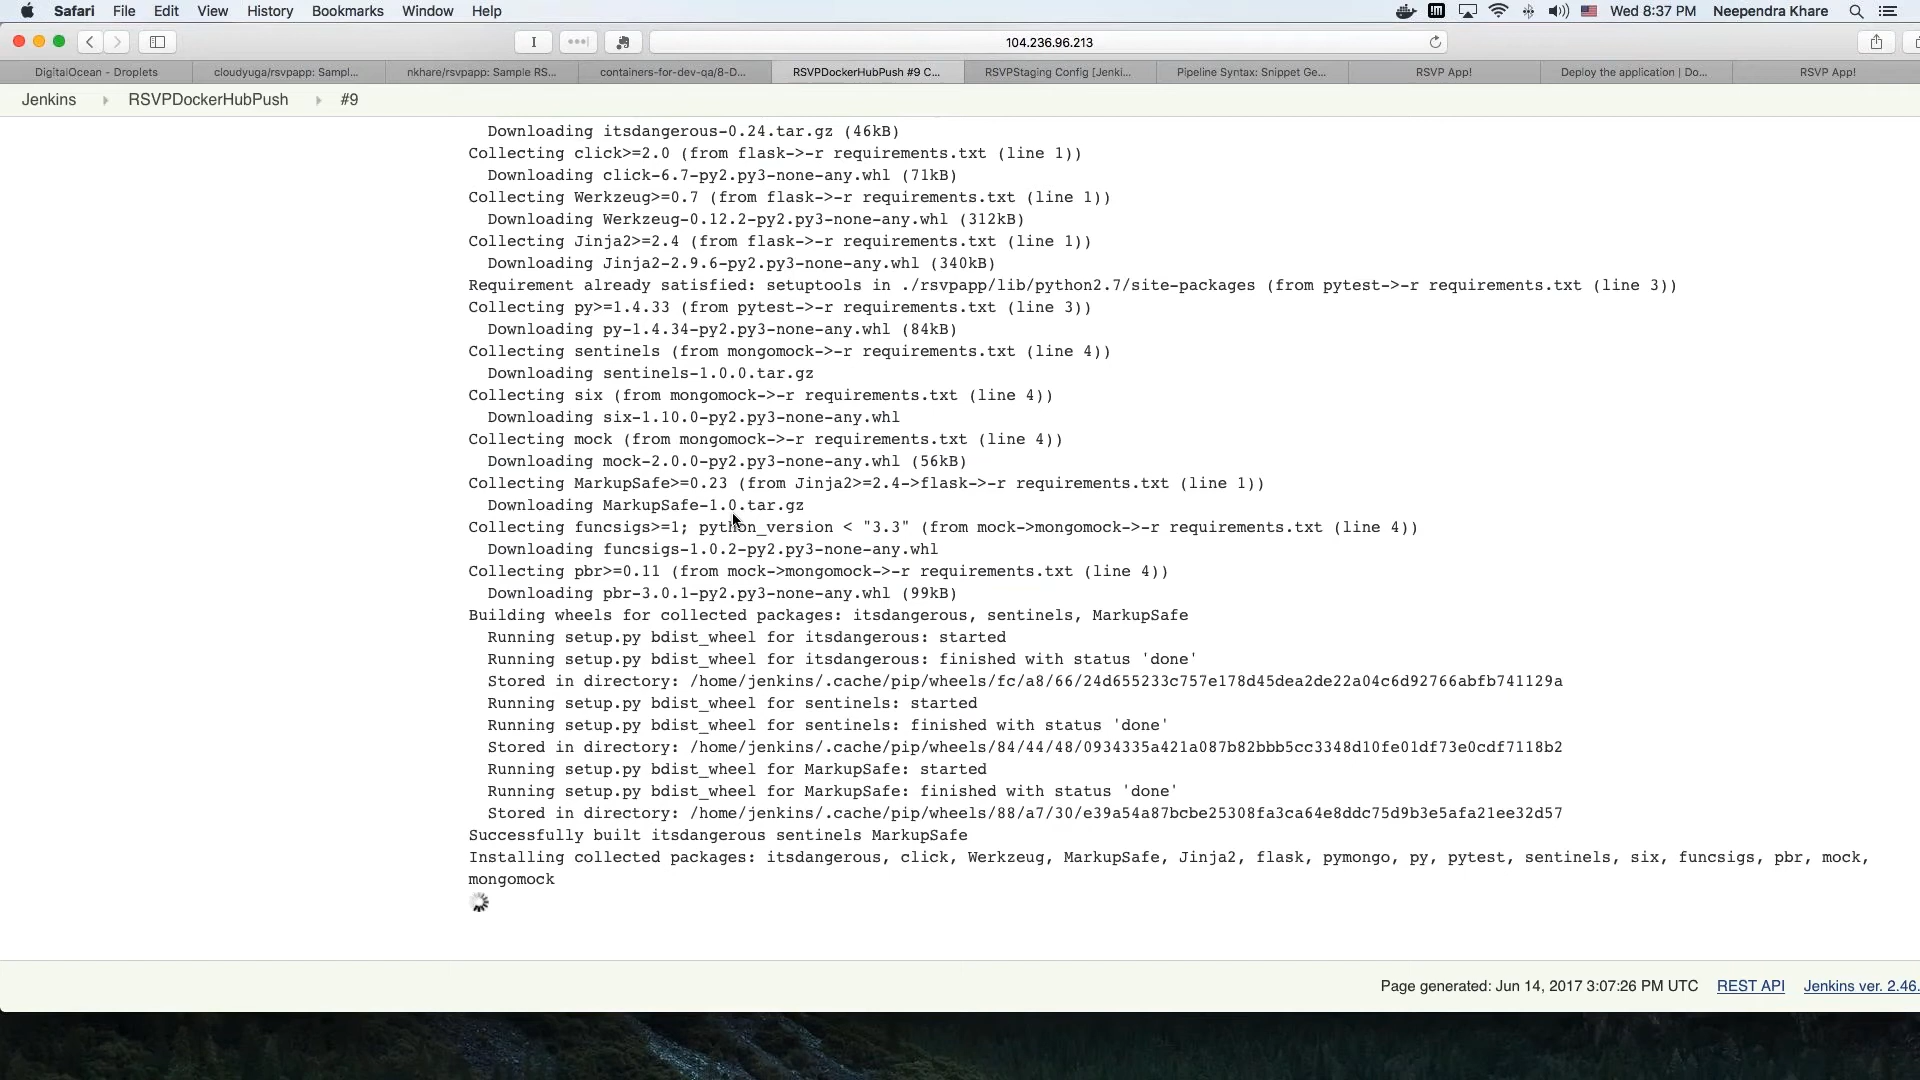 Safari File Edit View History Bookmarks Window Help Wed 8:37 PM Neependra Khare
104.236.96.213
DigitalOcean - Droplets cloudyuga/rsvpapp: Sampl... nkhare/rsvpapp: Sample RS... containers-for-dev-qa/8-D... RSVPDockerHubPush #9 C... RSVPStaging Config [Jenki... Pipeline Syntax: Snippet Ge... RSVP App! Deploy the application | Do... RSVP App!
Jenkins RSVPDockerHubPush #9
Downloading itsdangerous-0.24.tar.gz (46kB)
Collecting click>=2.0 (from flask->-r requirements.txt (line 1))
Downloading click-6.7-py2.py3-none-any.whl (71kB)
Collecting Werkzeug>=0.7 (from flask->-r requirements.txt (line 1))
Downloading Werkzeug-0.12.2-py2.py3-none-any.whl (312kB)
Collecting Jinja2>=2.4 (from flask->-r requirements.txt (line 1))
Downloading Jinja2-2.9.6-py2.py3-none-any.whl (340kB)
Requirement already satisfied: setuptools in ./rsvpapp/lib/python2.7/site-packages (from pytest->-r requirements.txt (line 3))
Collecting py>=1.4.33 (from pytest->-r requirements.txt (line 3))
Downloading py-1.4.34-py2.py3-none-any.whl (84kB)
Collecting sentinels (from mongomock->-r requirements.txt (line 4))
Downloading sentinels-1.0.0.tar.gz
Collecting six (from mongomock->-r requirements.txt (line 4))
Downloading six-1.10.0-py2.py3-none-any.whl
Collecting mock (from mongomock->-r requirements.txt (line 4))
Downloading mock-2.0.0-py2.py3-none-any.whl (56kB)
Collecting MarkupSafe>=0.23 (from Jinja2>=2.4->flask->-r requirements.txt (line 1))
Downloading MarkupSafe-1.0.tar.gz
Collecting funcsigs>=1; python_version < "3.3" (from mock->mongomock->-r requirements.txt (line 4))
Downloading funcsigs-1.0.2-py2.py3-none-any.whl
Collecting pbr>=0.11 (from mock->mongomock->-r requirements.txt (line 4))
Downloading pbr-3.0.1-py2.py3-none-any.whl (99kB)
Building wheels for collected packages: itsdangerous, sentinels, MarkupSafe
Running setup.py bdist_wheel for itsdangerous: started
Running setup.py bdist_wheel for itsdangerous: finished with status 'done'
Stored in directory: /home/jenkins/.cache/pip/wheels/fc/a8/66/24d655233c757e178d45dea2de22a04c6d92766abfb741129a
Running setup.py bdist_wheel for sentinels: started
Running setup.py bdist_wheel for sentinels: finished with status 'done'
Stored in directory: /home/jenkins/.cache/pip/wheels/84/44/48/0934335a421a087b82bbb5cc3348d10fe01df73e0cdf7118b2
Running setup.py bdist_wheel for MarkupSafe: started
Running setup.py bdist_wheel for MarkupSafe: finished with status 'done'
Stored in directory: /home/jenkins/.cache/pip/wheels/88/a7/30/e39a54a87bcbe25308fa3ca64e8ddc75d9b3e5afa21ee32d57
Successfully built itsdangerous sentinels MarkupSafe
Installing collected packages: itsdangerous, click, Werkzeug, MarkupSafe, Jinja2, flask, pymongo, py, pytest, sentinels, six, funcsigs, pbr, mock,
mongomock
Page generated: Jun 14, 2017 3:07:26 PM UTC REST API Jenkins ver. 2.46.